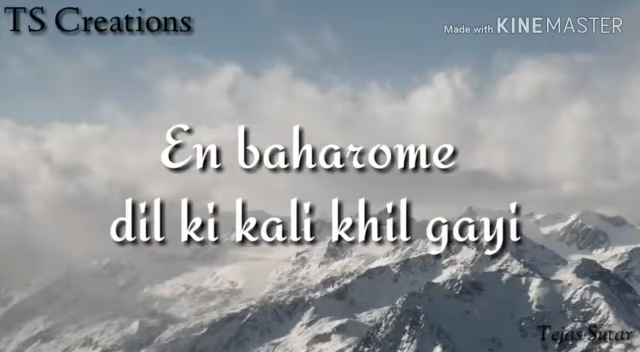 TS Creations
Made with KINEMASTER
En baharome
dil ki kali khil gayi
Tejas Sutar